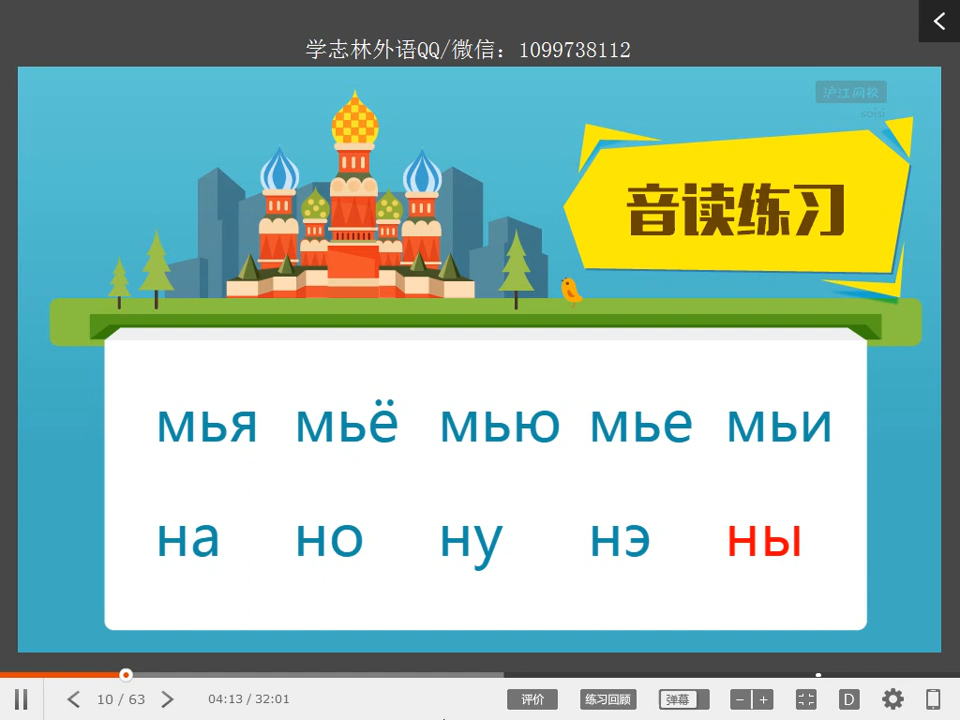 学志林外语QQ/微信：1099738112
沪江网校
音读练习
мья мьё мью мье мьи
на но ну нэ ны
10 / 63 04:13 / 32:01 评价 练习回顾 弹幕 − + D